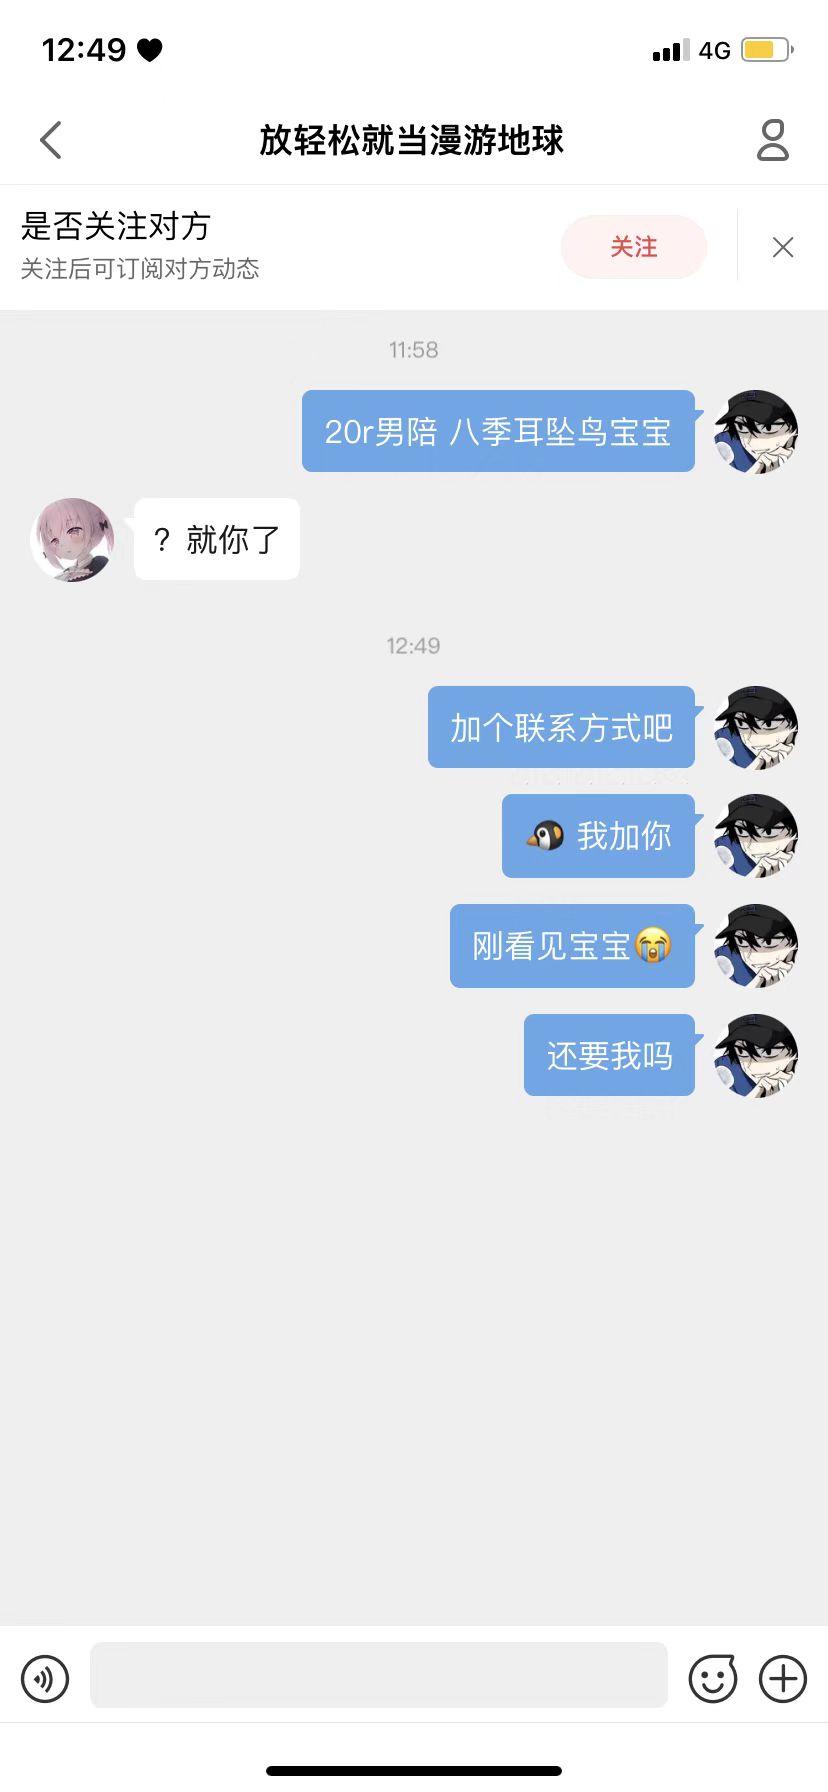 12:49
4G
放轻松就当漫游地球
是否关注对方
关注后可订阅对方动态
关注
11:58
20r男陪 八季耳坠鸟宝宝
？就你了
12:49
加个联系方式吧
🐧 我加你
刚看见宝宝😭
还要我吗